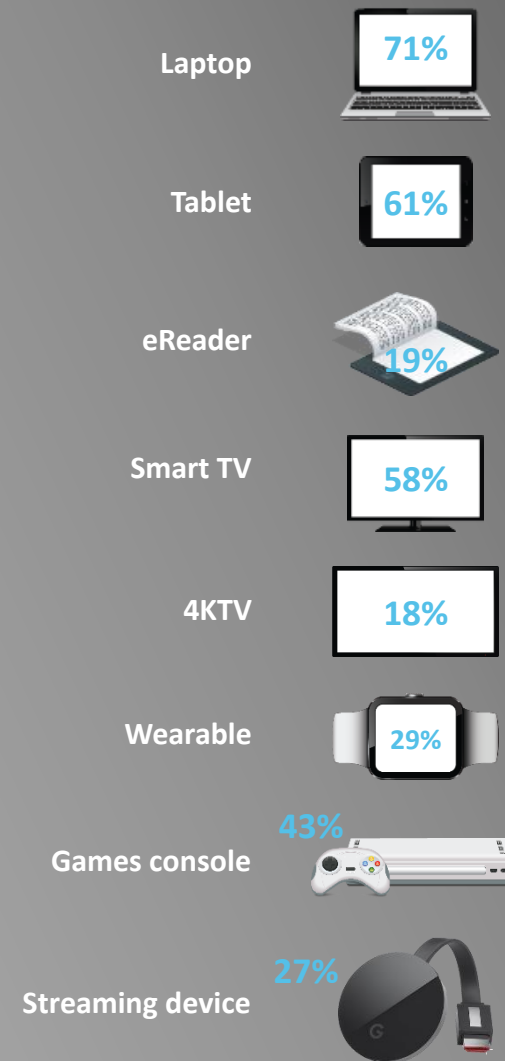 Laptop 71%
Tablet 61%
eReader 19%
Smart TV 58%
4KTV 18%
Wearable 29%
43%
Games console
27%
Streaming device
G